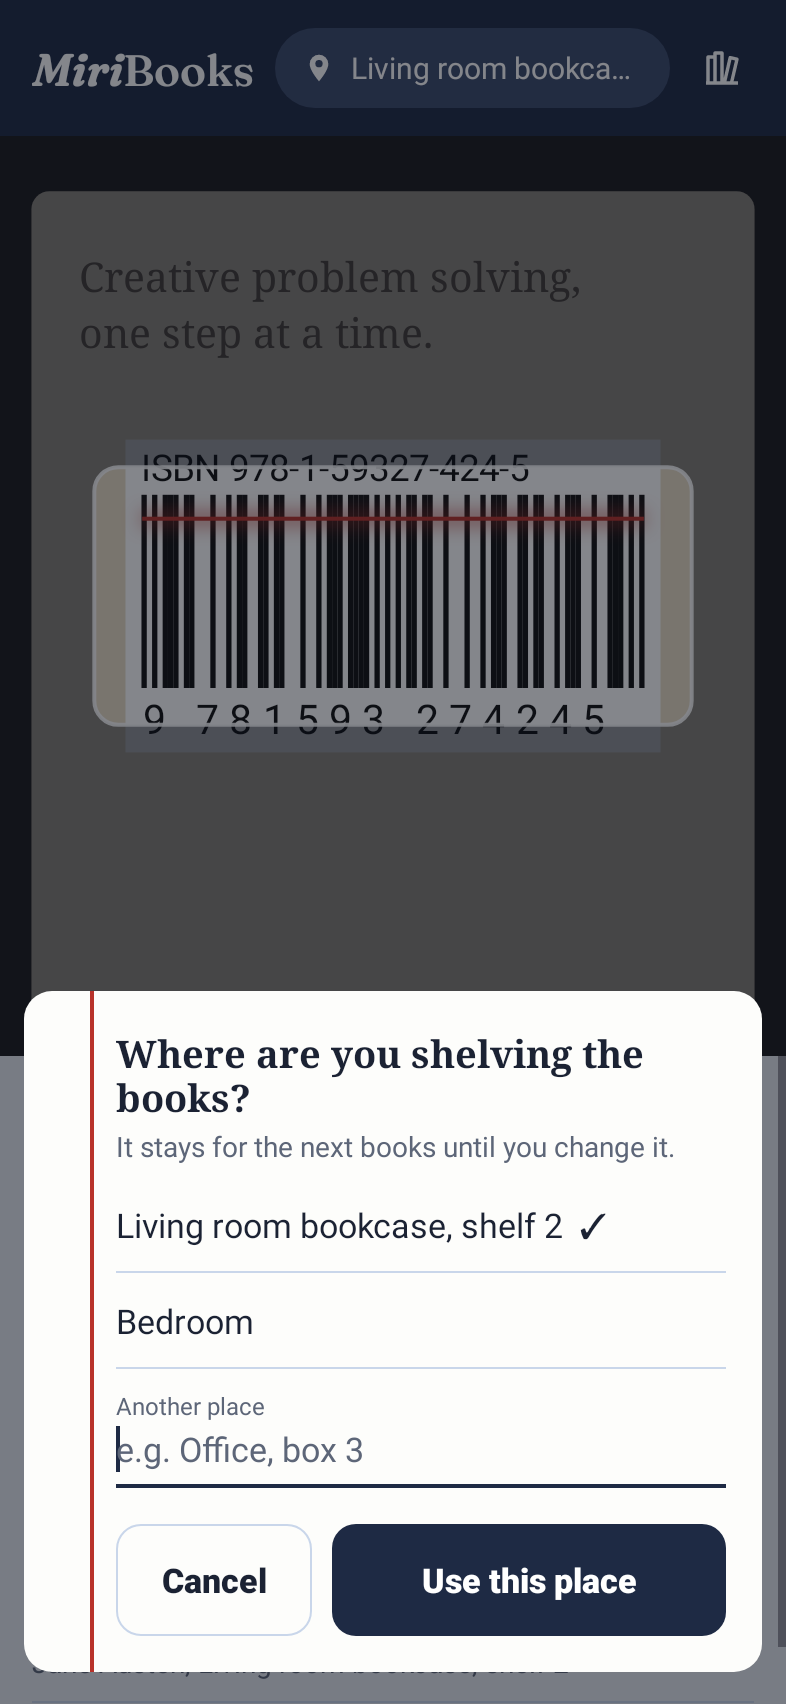 MiriBooks
Living room bookca...
Creative problem solving,
one step at a time.
ISBN 978-1-59327-424-5
9 781593 274245
Where are you shelving the
books?
It stays for the next books until you change it.
Living room bookcase, shelf 2 ✓
Bedroom
Another place
e.g. Office, box 3
Cancel
Use this place